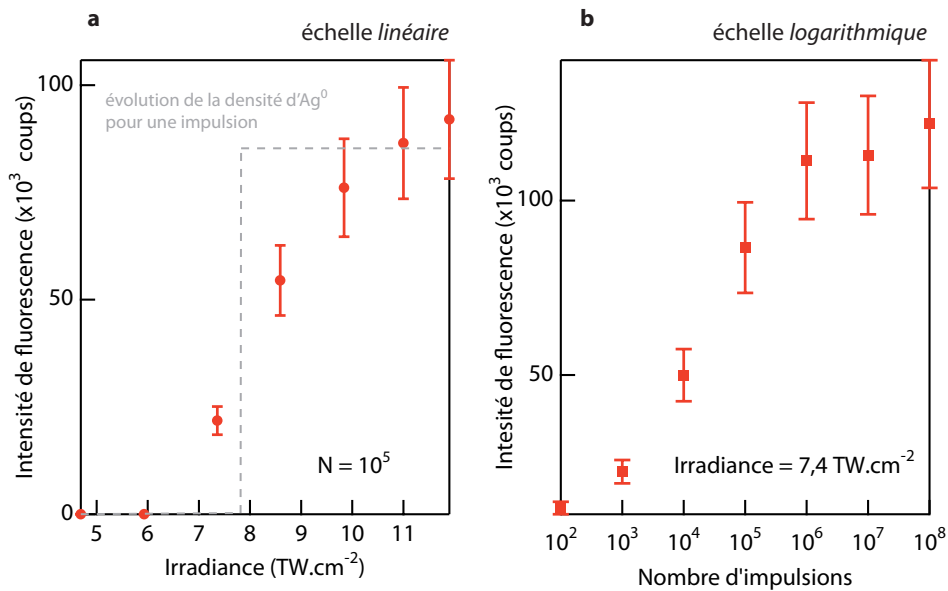 a
échelle linéaire
évolution de la densité d'Ag⁰
pour une impulsion
100
50
0
Intensité de fluorescence (x10³ coups)
N = 10⁵
5 6 7 8 9 10 11
Irradiance (TW.cm⁻²)
b
échelle logarithmique
100
50
Intesité de fluorescence (x10³ coups)
Irradiance = 7,4 TW.cm⁻²
10² 10³ 10⁴ 10⁵ 10⁶ 10⁷ 10⁸
Nombre d'impulsions